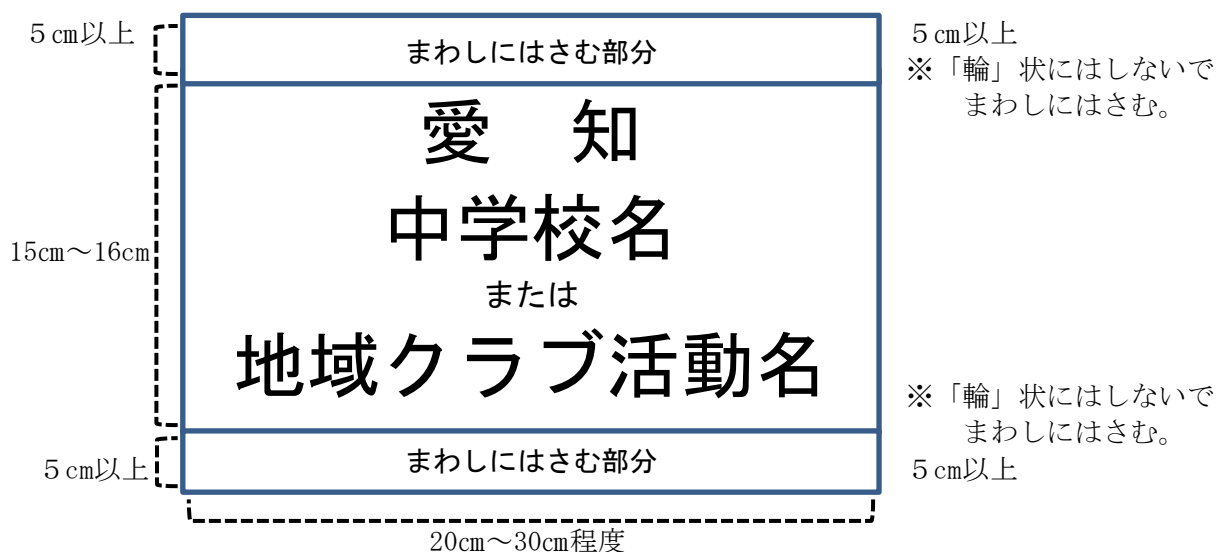 ５cm以上
まわしにはさむ部分
５cm以上
※「輪」状にはしないで
まわしにはさむ。
愛　知
中学校名
15cm～16cm
または
地域クラブ活動名
※「輪」状にはしないで
まわしにはさむ。
５cm以上
まわしにはさむ部分
５cm以上
20cm～30cm程度